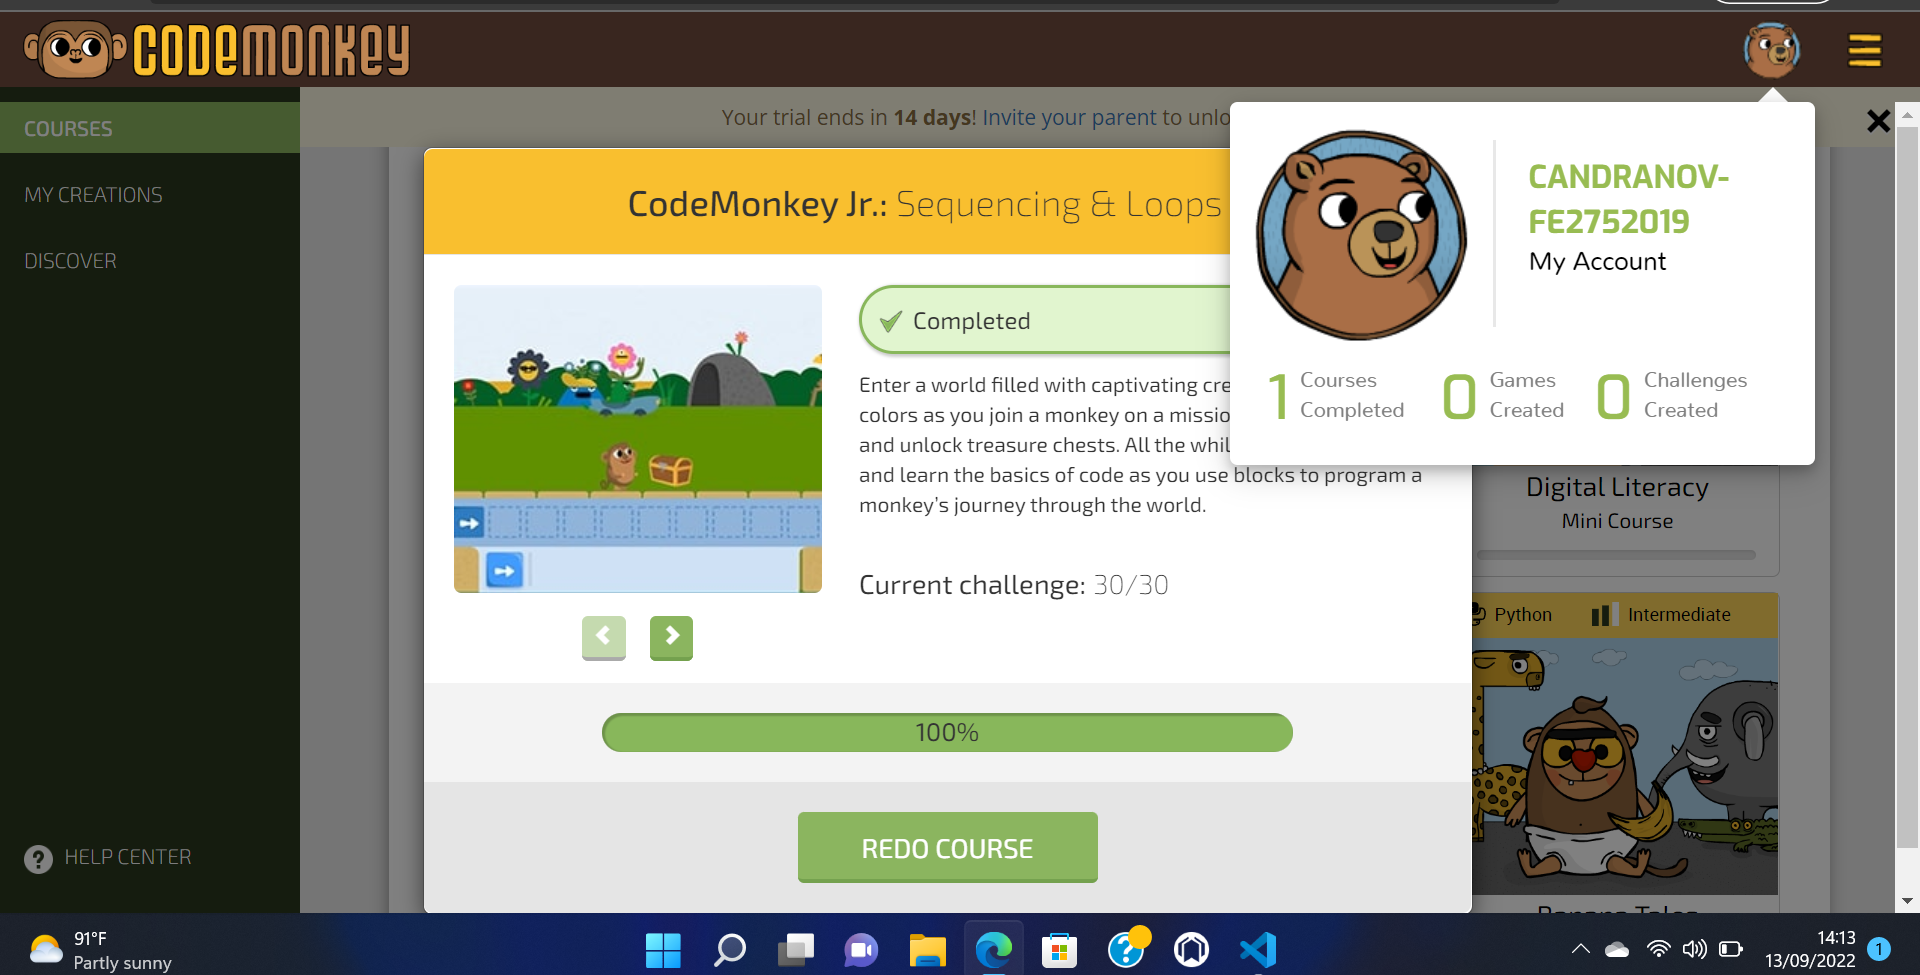 CODEMONKEY
COURSES
MY CREATIONS
DISCOVER
HELP CENTER
Your trial ends in 14 days! Invite your parent to unlo
CodeMonkey Jr.: Sequencing & Loops
Completed
Enter a world filled with captivating cre
colors as you join a monkey on a missio
and unlock treasure chests. All the whil
and learn the basics of code as you use blocks to program a
monkey's journey through the world.
Current challenge: 30/30
100%
REDO COURSE
CANDRANOV-
FE2752019
My Account
1 Courses
Completed
0 Games
Created
0 Challenges
Created
Digital Literacy
Mini Course
Python Intermediate
Banana Tales
91°F
Partly sunny
14:13
13/09/2022
1